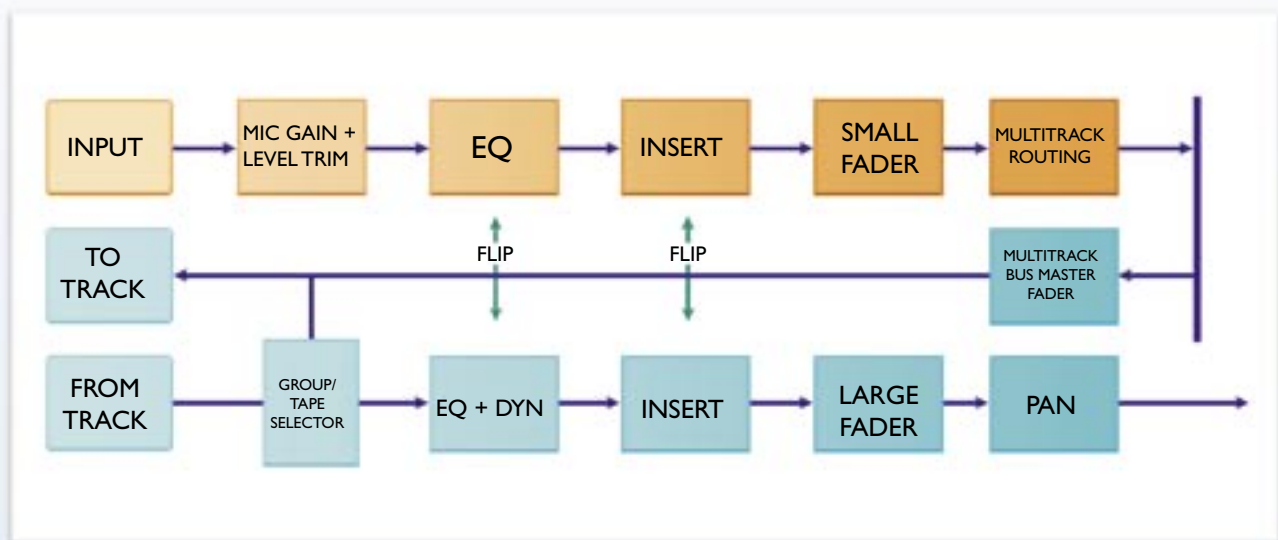 INPUT
MIC GAIN +
LEVEL TRIM
EQ
INSERT
SMALL
FADER
MULTITRACK
ROUTING
TO
TRACK
FLIP
FLIP
MULTITRACK
BUS MASTER
FADER
FROM
TRACK
GROUP/
TAPE
SELECTOR
EQ + DYN
INSERT
LARGE
FADER
PAN